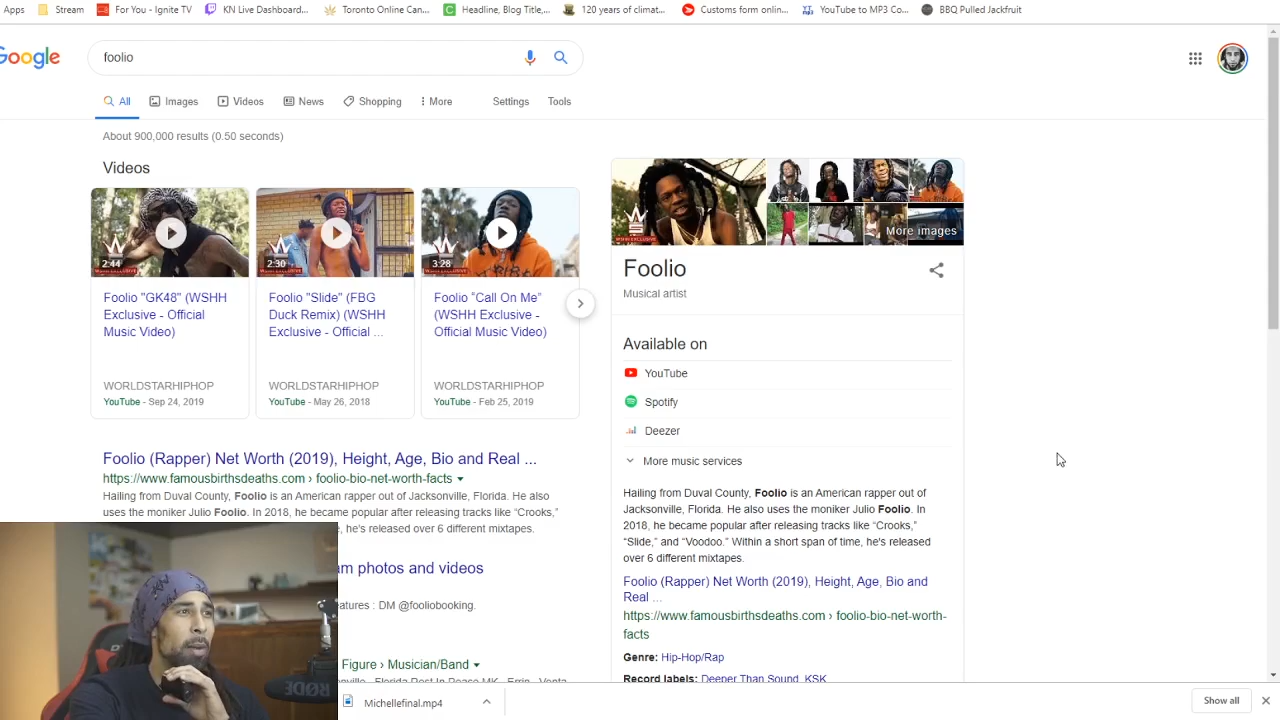 Apps
Stream
For You - Ignite TV
KN Live Dashboard...
Toronto Online Can...
Headline, Blog Title,...
120 years of climat...
Customs form onlin...
YouTube to MP3 Co...
BBQ Pulled Jackfruit
Google
foolio
All
Images
Videos
News
Shopping
More
Settings
Tools
About 900,000 results (0.50 seconds)
Videos
2:44
2:30
3:28
Foolio "GK48" (WSHH
Exclusive - Official
Music Video)
WORLDSTARHIPHOP
YouTube - Sep 24, 2019
Foolio "Slide" (FBG
Duck Remix) (WSHH
Exclusive - Official ...
WORLDSTARHIPHOP
YouTube - May 26, 2018
Foolio “Call On Me”
(WSHH Exclusive -
Official Music Video)
WORLDSTARHIPHOP
YouTube - Feb 25, 2019
Foolio (Rapper) Net Worth (2019), Height, Age, Bio and Real ...
https://www.famousbirthsdeaths.com › foolio-bio-net-worth-facts
Hailing from Duval County, Foolio is an American rapper out of Jacksonville, Florida. He also
uses the moniker Julio Foolio. In 2018, he became popular after releasing tracks like “Crooks,”
he's released over 6 different mixtapes.
am photos and videos
eatures : DM @fooliobooking.
Figure › Musician/Band
RØDE
More images
Foolio
Musical artist
Available on
YouTube
Spotify
Deezer
More music services
Hailing from Duval County, Foolio is an American rapper out of
Jacksonville, Florida. He also uses the moniker Julio Foolio. In
2018, he became popular after releasing tracks like “Crooks,”
“Slide,” and “Voodoo.” Within a short span of time, he's released
over 6 different mixtapes.
Foolio (Rapper) Net Worth (2019), Height, Age, Bio and
Real ...
https://www.famousbirthsdeaths.com › foolio-bio-net-worth-
facts
Genre: Hip-Hop/Rap
Record labels: Deeper Than Sound, KSK
Michellefinal.mp4
Show all